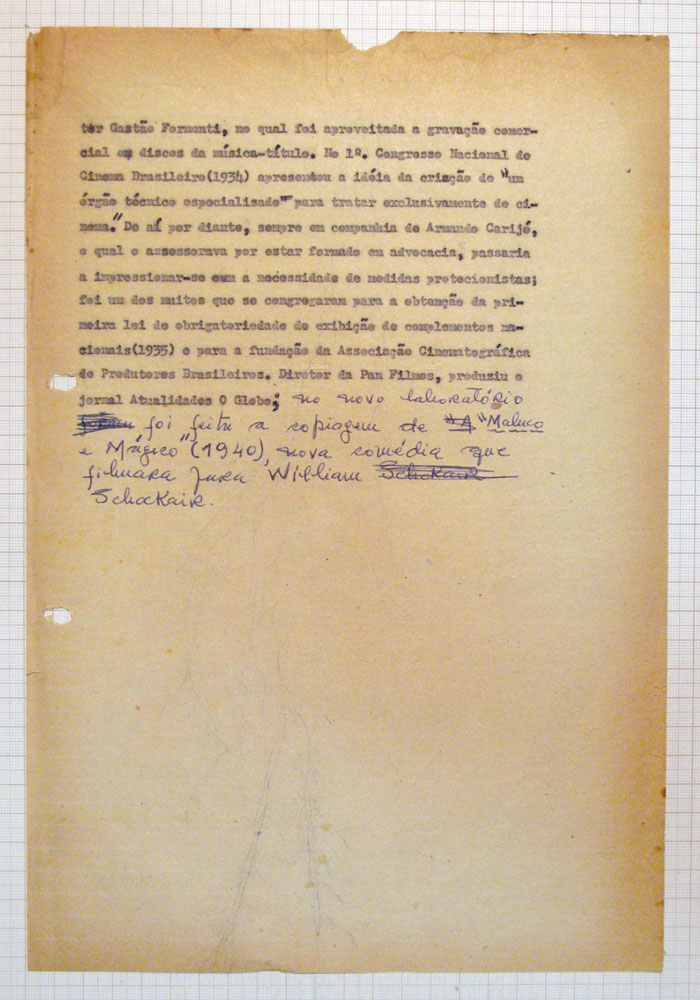 tor Gastão Formenti, no qual foi aproveitada a gravação comer-
cial em discos da música-título. No 1º. Congresso Nacional de
Cinema Brasileiro(1934) apresentou a idéia da criação de "um
órgão técnico especialisado" para tratar exclusivamente de ci-
nema." De aí por diante, sempre em companhia de Armando Carijó,
o qual o assessorava por estar formado em advocacia, passaria
a impressionar-se com a necessidade de medidas protecionistas;
foi um dos muitos que se congregaram para a obtenção da pri-
meira lei de obrigatoriedade de exibição de complementos na-
cionais(1935) e para a fundação da Associação Cinematográfica
de Produtores Brasileiros. Diretor da Pan Filmes, produziu o
jornal Atualidades O Globo; no novo laboratório
foi feita a copiagem de "A "Maluco
e Mágico" (1940), nova comédia que
filmara para William
Schockair.